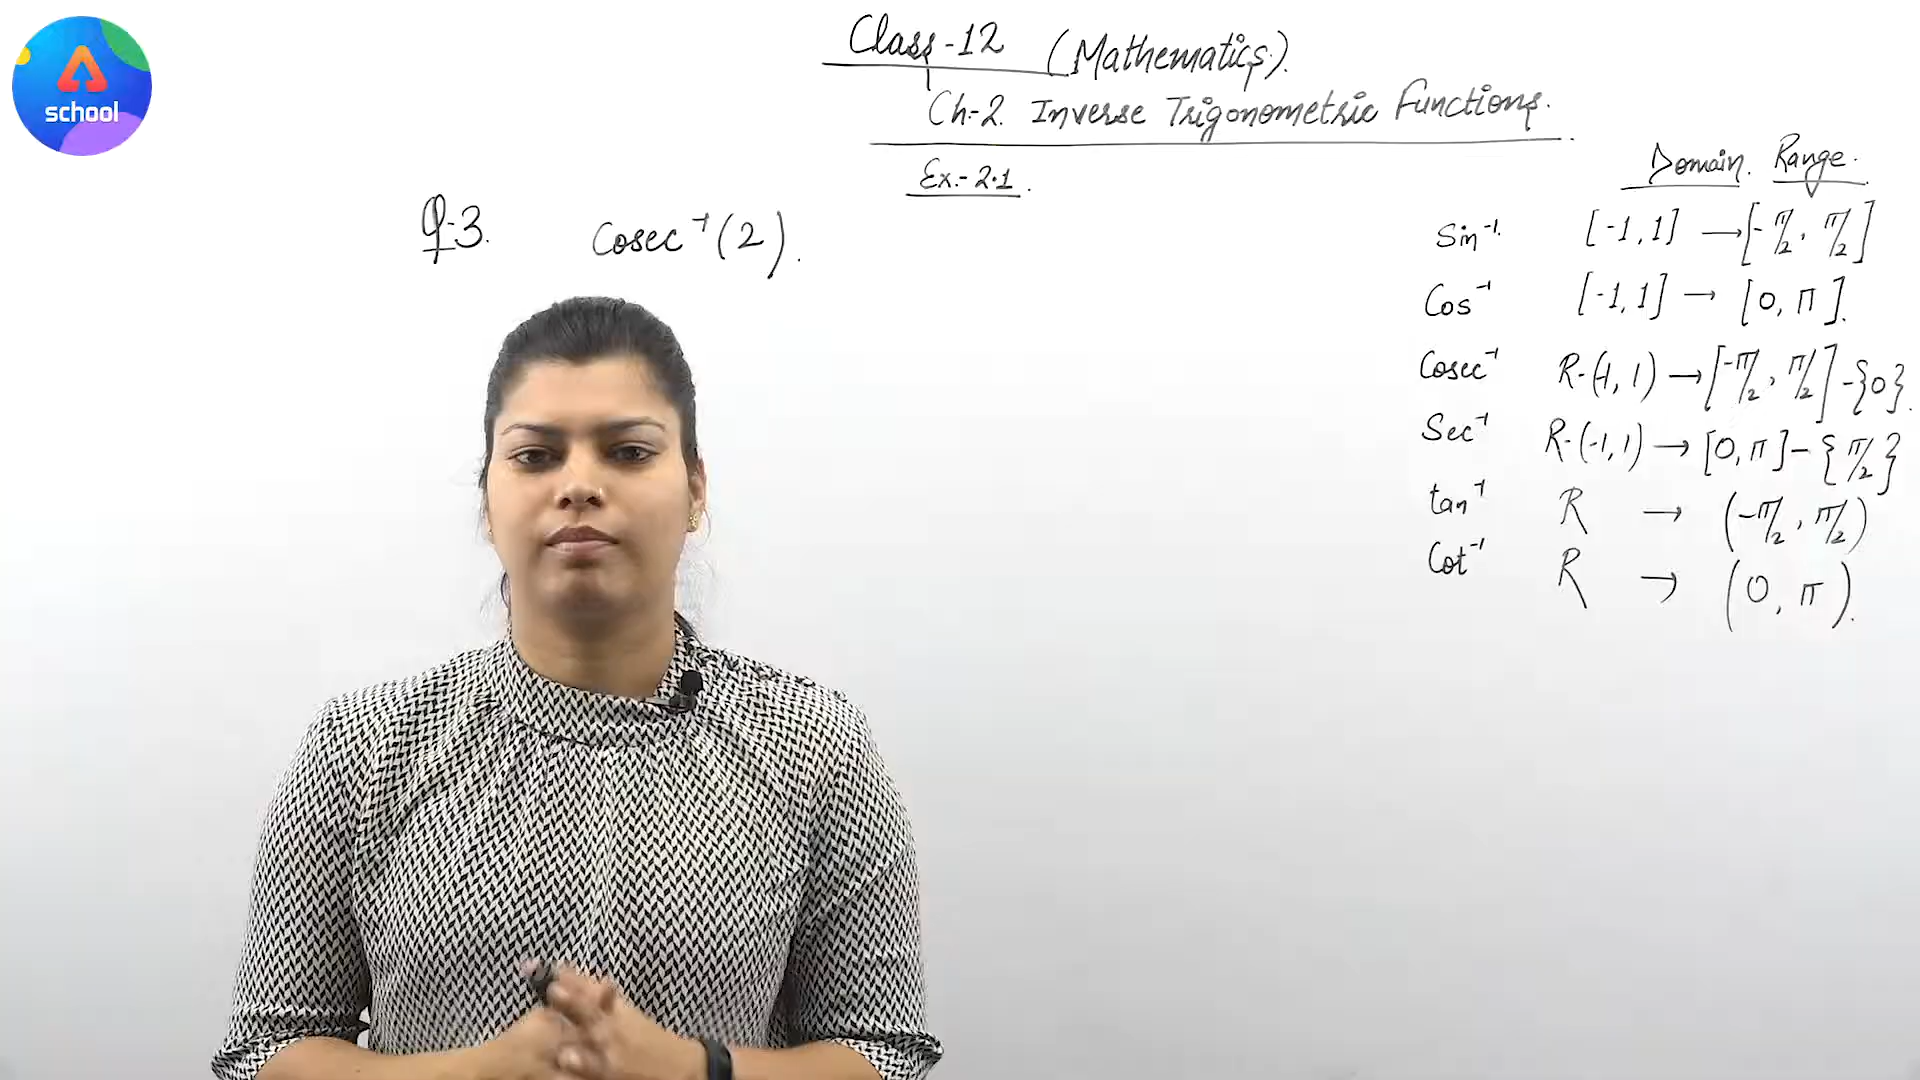 school
Class-12 (Mathematics).
Ch-2. Inverse Trigonometric Functions.
Ex.- 2.1.
Q-3. Cosec⁻¹(2).
Domain. Range.
Sin⁻¹. [-1, 1] → [-π/2, π/2]
Cos⁻¹ [-1, 1] → [0, π].
Cosec⁻¹ R-(-1, 1) → [-π/2, π/2] - {0}.
Sec⁻¹ R-(-1, 1) → [0, π] - {π/2}
tan⁻¹ R → (-π/2, π/2)
Cot⁻¹ R → (0, π).